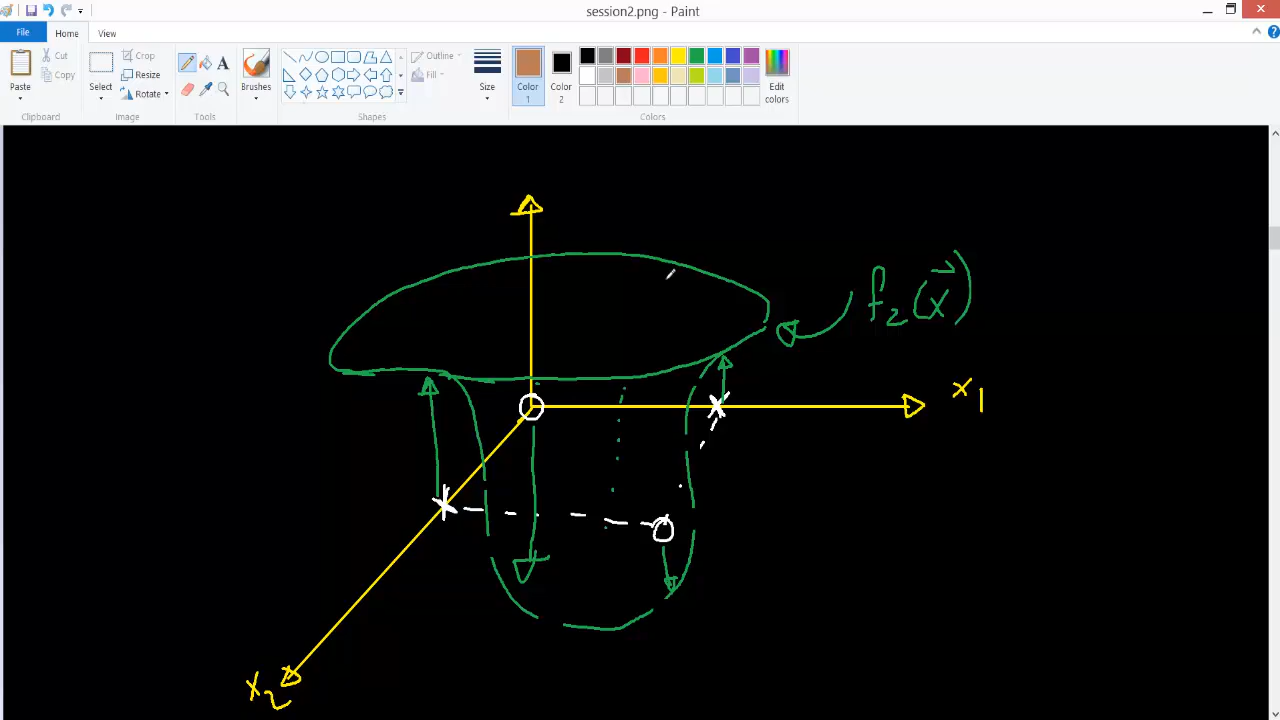 session2.png - Paint
File Home View
Paste Cut Copy Clipboard
Select Crop Resize Rotate Image
Tools
Brushes
Shapes Outline Fill
Size
Color 1 Color 2 Edit colors Colors
f₂(x⃗)
x₁
x₂